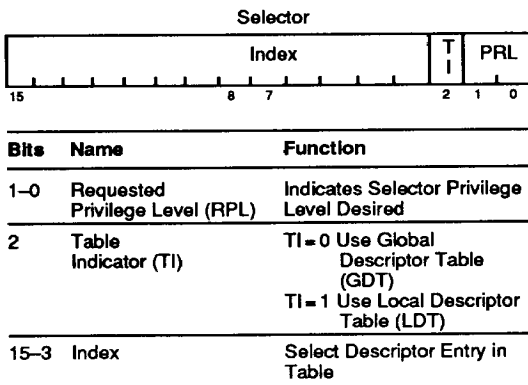 Selector
Index T I PRL
15 8 7 2 1 0
Bits Name Function
1–0 Requested Indicates Selector Privilege
Privilege Level (RPL) Level Desired
2 Table TI = 0 Use Global
Indicator (TI) Descriptor Table
(GDT)
TI = 1 Use Local Descriptor
Table (LDT)
15–3 Index Select Descriptor Entry in
Table